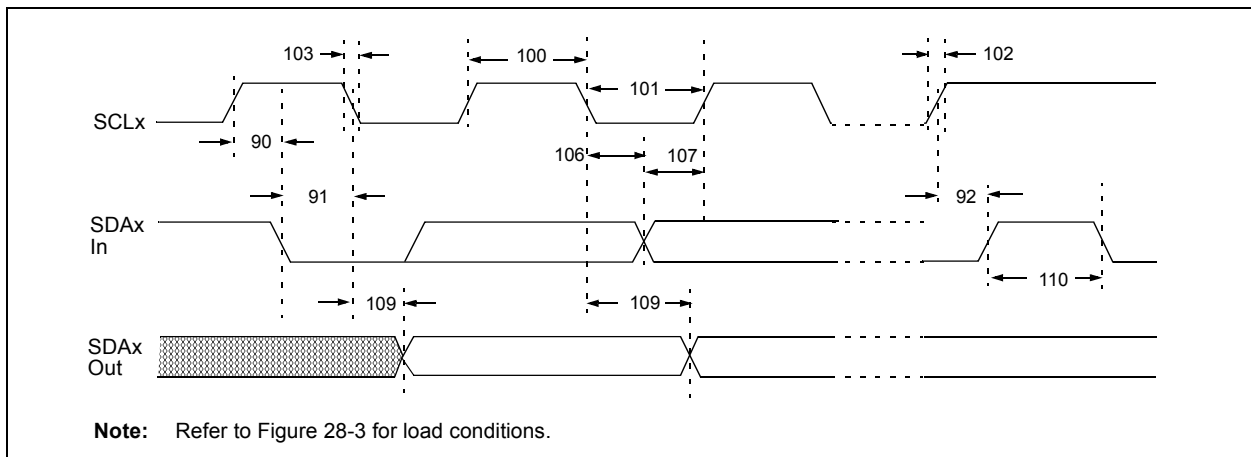 103
100
102
101
SCLx
90
106
107
91
92
SDAx
In
109
109
110
SDAx
Out
Note: Refer to Figure 28-3 for load conditions.